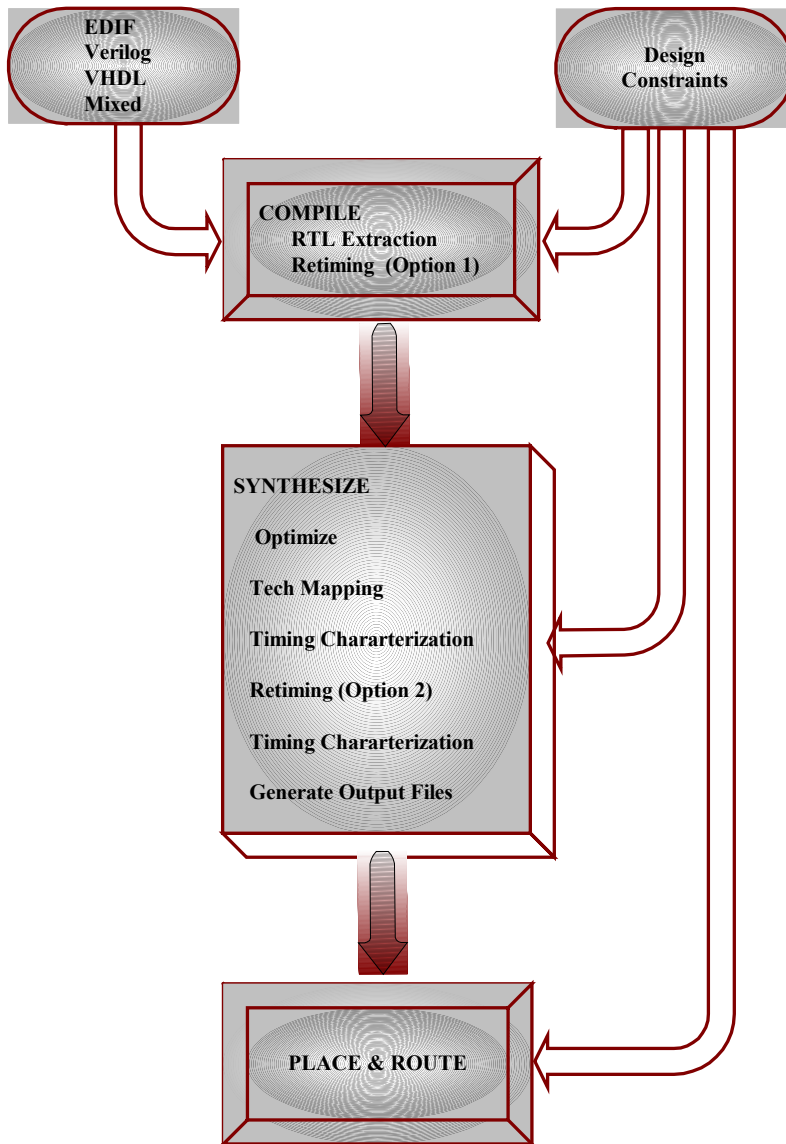 EDIF
Verilog
VHDL
Mixed
Design
Constraints
COMPILE
RTL Extraction
Retiming (Option 1)
SYNTHESIZE
Optimize
Tech Mapping
Timing Chararterization
Retiming (Option 2)
Timing Chararterization
Generate Output Files
PLACE & ROUTE